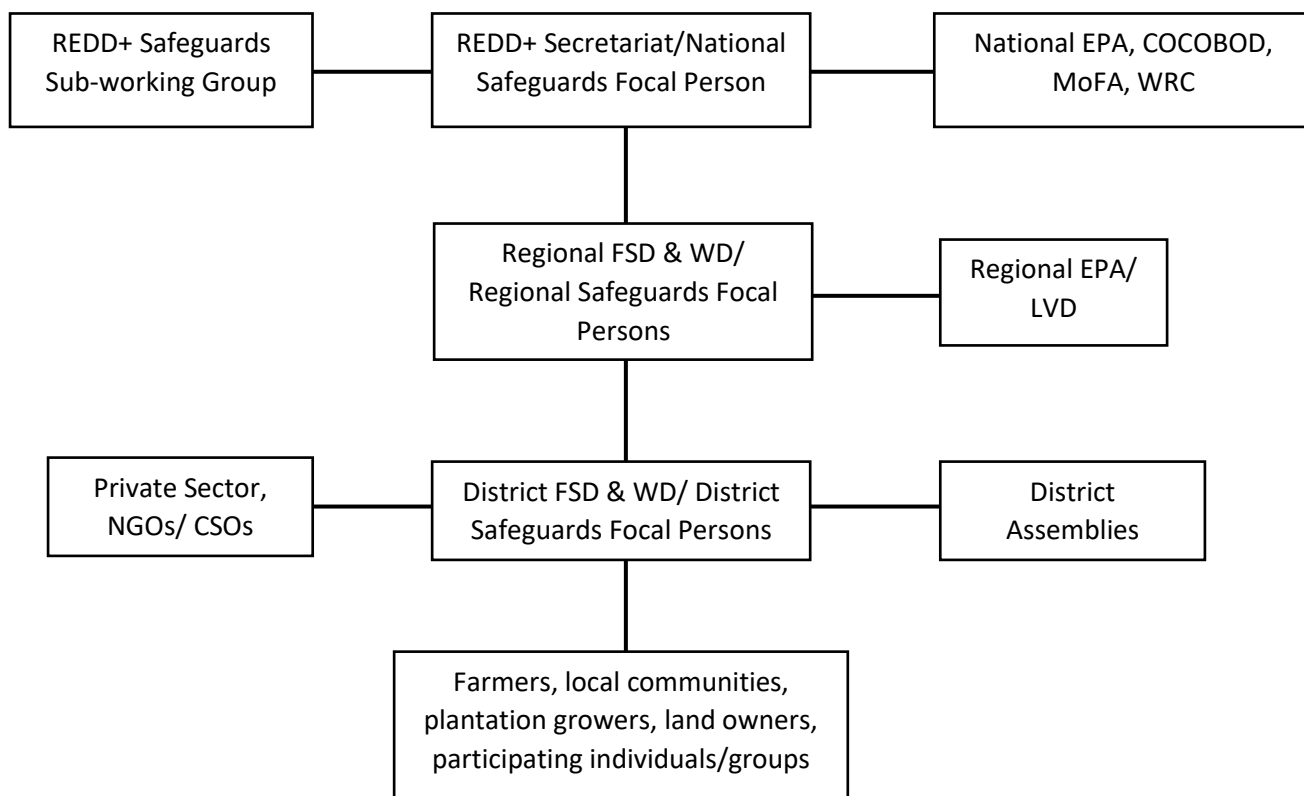 REDD+ Safeguards
Sub-working Group
REDD+ Secretariat/National
Safeguards Focal Person
National EPA, COCOBOD,
MoFA, WRC
Regional FSD & WD/
Regional Safeguards Focal
Persons
Regional EPA/
LVD
Private Sector,
NGOs/ CSOs
District FSD & WD/ District
Safeguards Focal Persons
District
Assemblies
Farmers, local communities,
plantation growers, land owners,
participating individuals/groups